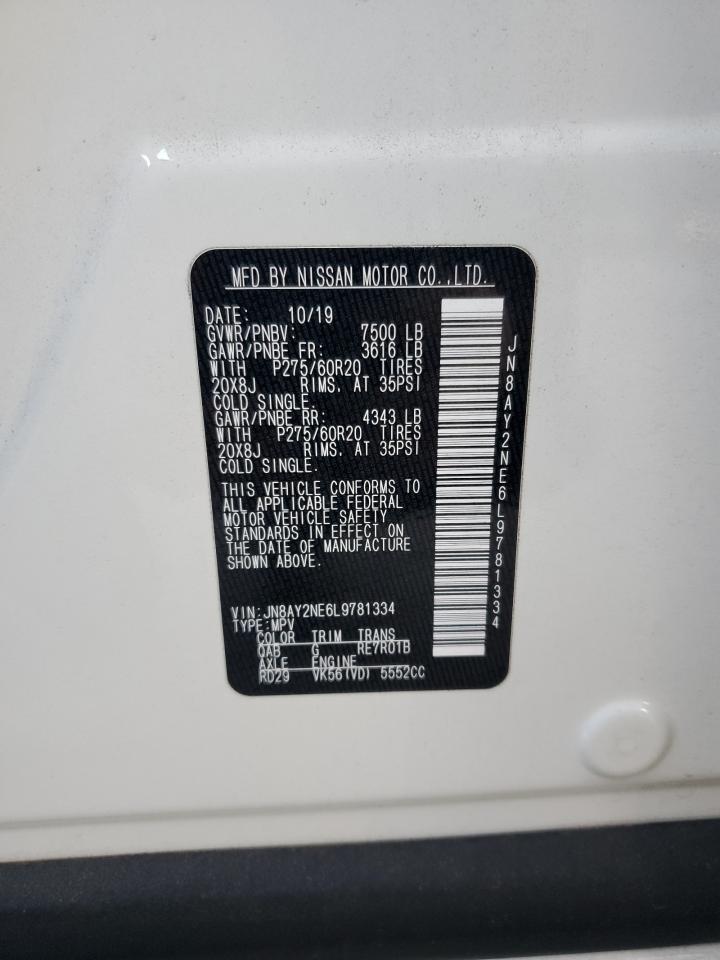 MFD BY NISSAN MOTOR CO.,LTD.
DATE: 10/19
GVWR/PNBV: 7500 LB
GAWR/PNBE FR: 3616 LB
WITH P275/60R20 TIRES
20X8J RIMS, AT 35PSI
COLD SINGLE.
GAWR/PNBE RR: 4343 LB
WITH P275/60R20 TIRES
20X8J RIMS, AT 35PSI
COLD SINGLE.
THIS VEHICLE CONFORMS TO
ALL APPLICABLE FEDERAL
MOTOR VEHICLE SAFETY
STANDARDS IN EFFECT ON
THE DATE OF MANUFACTURE
SHOWN ABOVE.
VIN:JN8AY2NE6L9781334
TYPE:MPV
COLOR TRIM TRANS
QAB G RE7R01B
AXLE ENGINE
RD29 VK56(VD) 5552CC
JN8AY2NE6L9781334